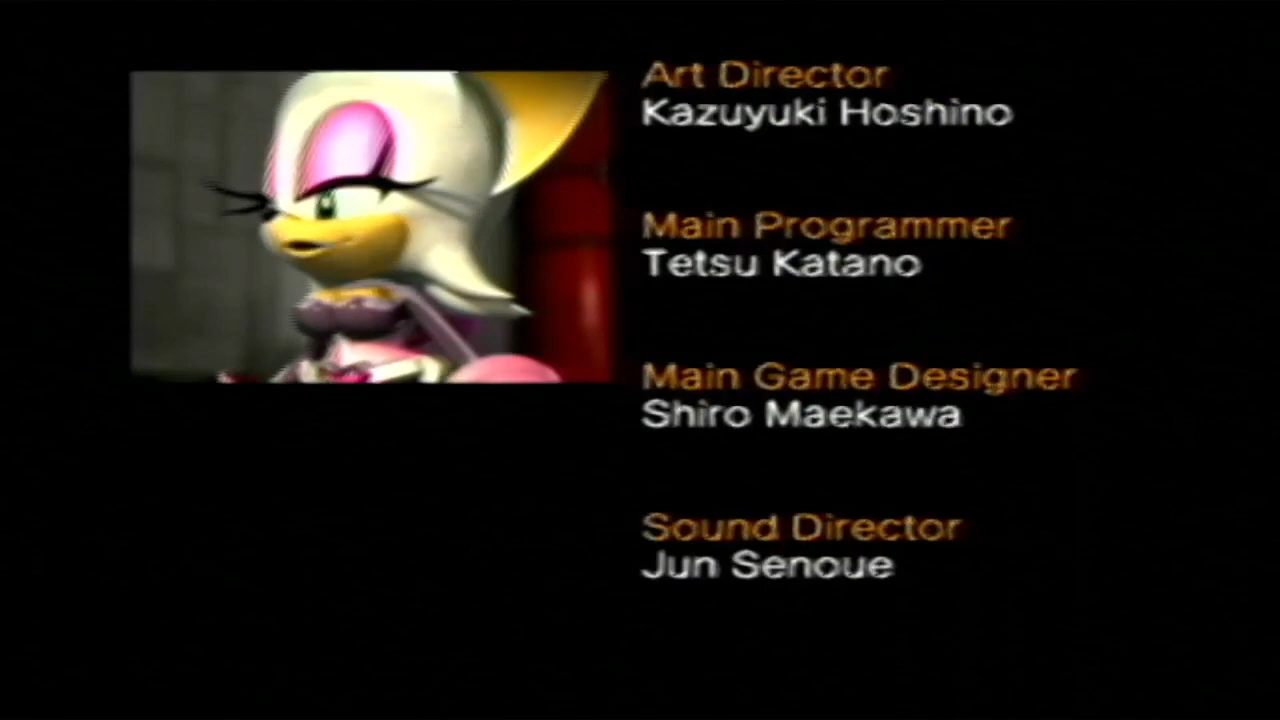 Art Director
Kazuyuki Hoshino
Main Programmer
Tetsu Katano
Main Game Designer
Shiro Maekawa
Sound Director
Jun Senoue